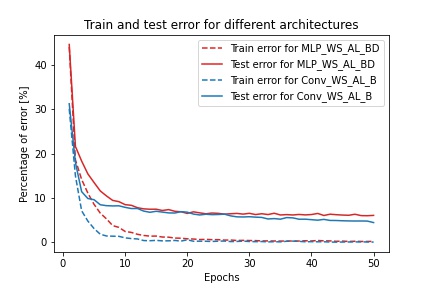 Train and test error for different architectures
Train error for MLP_WS_AL_BD
Test error for MLP_WS_AL_BD
Train error for Conv_WS_AL_B
Test error for Conv_WS_AL_B
Percentage of error [%]
40
30
20
10
0
0 10 20 30 40 50
Epochs